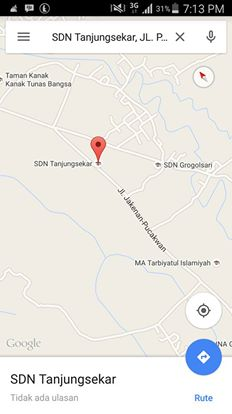 3G
31%
7:13 PM
SDN Tanjungsekar, JL. P...
Taman Kanak
Kanak Tunas Bangsa
SDN Tanjungsekar
SDN Grogolsari
Jl. Jakenan-Pucakwan
MA Tarbiyatul Islamiyah
Google
NA G
SDN Tanjungsekar
Tidak ada ulasan
Rute